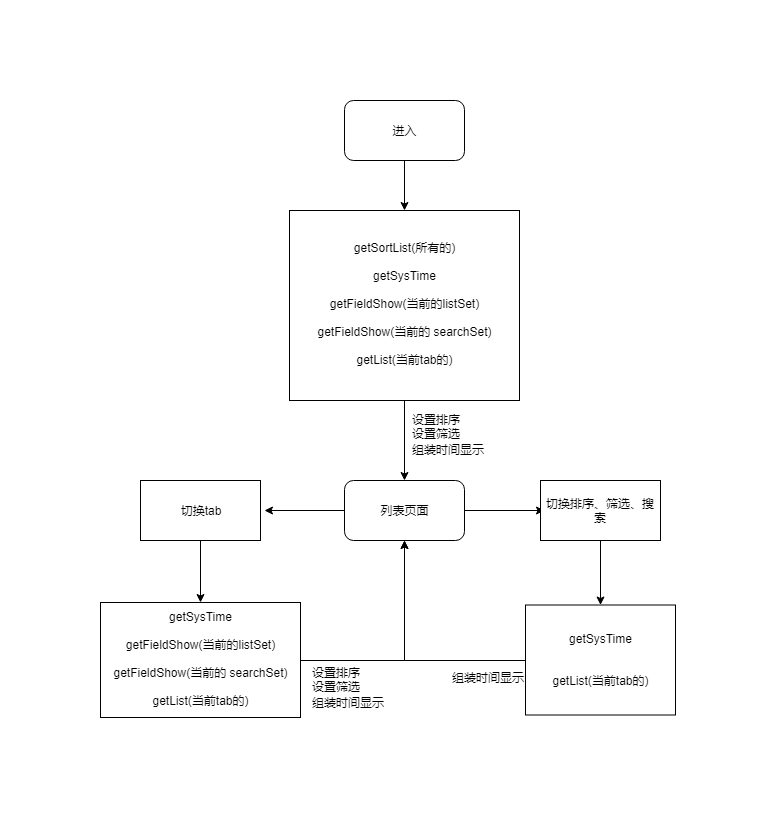 进入
getSortList(所有的)
getSysTime
getFieldShow(当前的listSet)
getFieldShow(当前的 searchSet)
getList(当前tab的)
设置排序
设置筛选
组装时间显示
切换tab
列表页面
切换排序、筛选、搜
索
getSysTime
getFieldShow(当前的listSet)
getFieldShow(当前的 searchSet)
getList(当前tab的)
设置排序
设置筛选
组装时间显示
组装时间显示
getSysTime
getList(当前tab的)